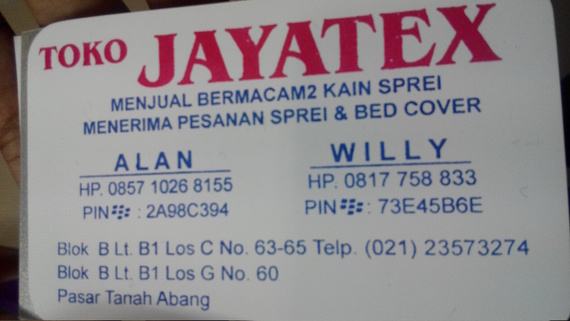 TOKO JAYATEX
MENJUAL BERMACAM2 KAIN SPREI
MENERIMA PESANAN SPREI & BED COVER
ALAN
HP. 0857 1026 8155
PIN : 2A98C394
WILLY
HP. 0817 758 833
PIN : 73E45B6E
Blok B Lt. B1 Los C No. 63-65 Telp. (021) 23573274
Blok B Lt. B1 Los G No. 60
Pasar Tanah Abang